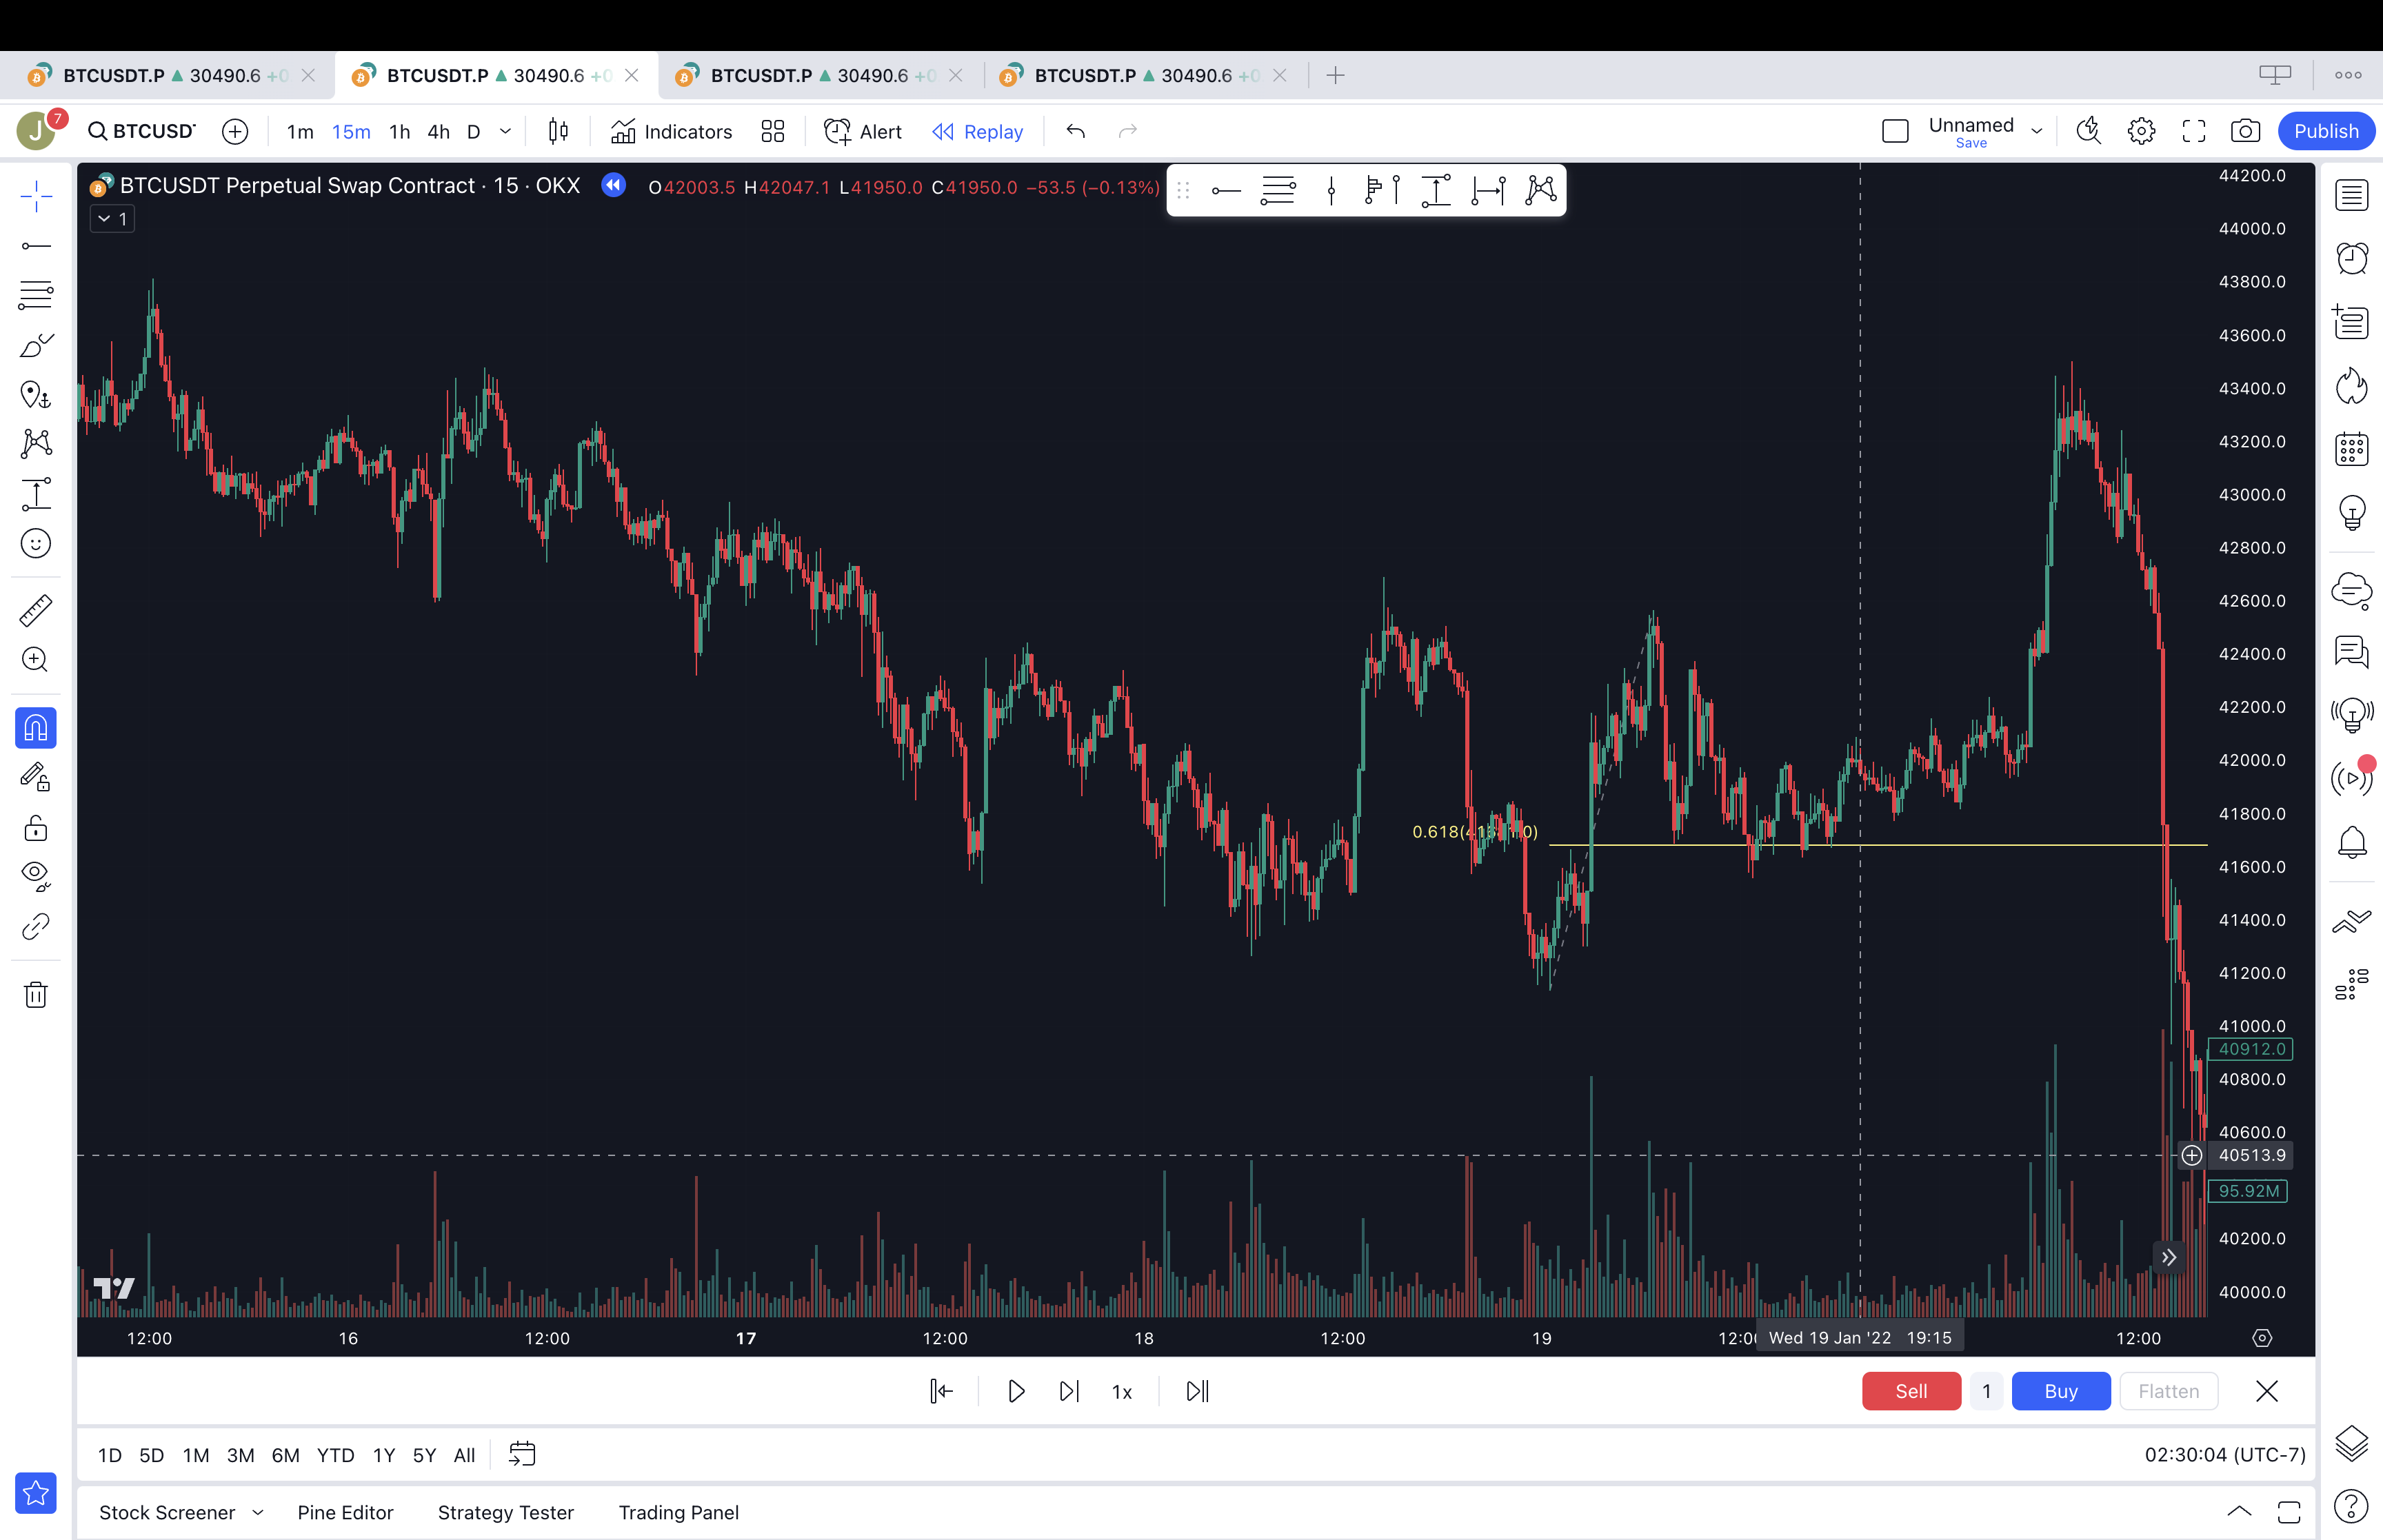 BTCUSDT.P ▲ 30490.6 +0 BTCUSDT.P ▲ 30490.6 +0 BTCUSDT.P ▲ 30490.6 +0 BTCUSDT.P ▲ 30490.6 +0
J 7 BTCUSD 1m 15m 1h 4h D Indicators Alert Replay Unnamed Publish
Save
BTCUSDT Perpetual Swap Contract · 15 · OKX O42003.5 H42047.1 L41950.0 C41950.0 −53.5 (−0.13%)
1
44200.0
44000.0
43800.0
43600.0
43400.0
43200.0
43000.0
42800.0
42600.0
42400.0
42200.0
42000.0
41800.0
41600.0
41400.0
41200.0
41000.0
40912.0
40800.0
40600.0
40513.9
95.92M
40200.0
40000.0
12:00 16 12:00 17 12:00 18 12:00 19 Wed 19 Jan '22 19:15 12:00
1x Sell 1 Buy Flatten
1D 5D 1M 3M 6M YTD 1Y 5Y All 02:30:04 (UTC-7)
Stock Screener Pine Editor Strategy Tester Trading Panel